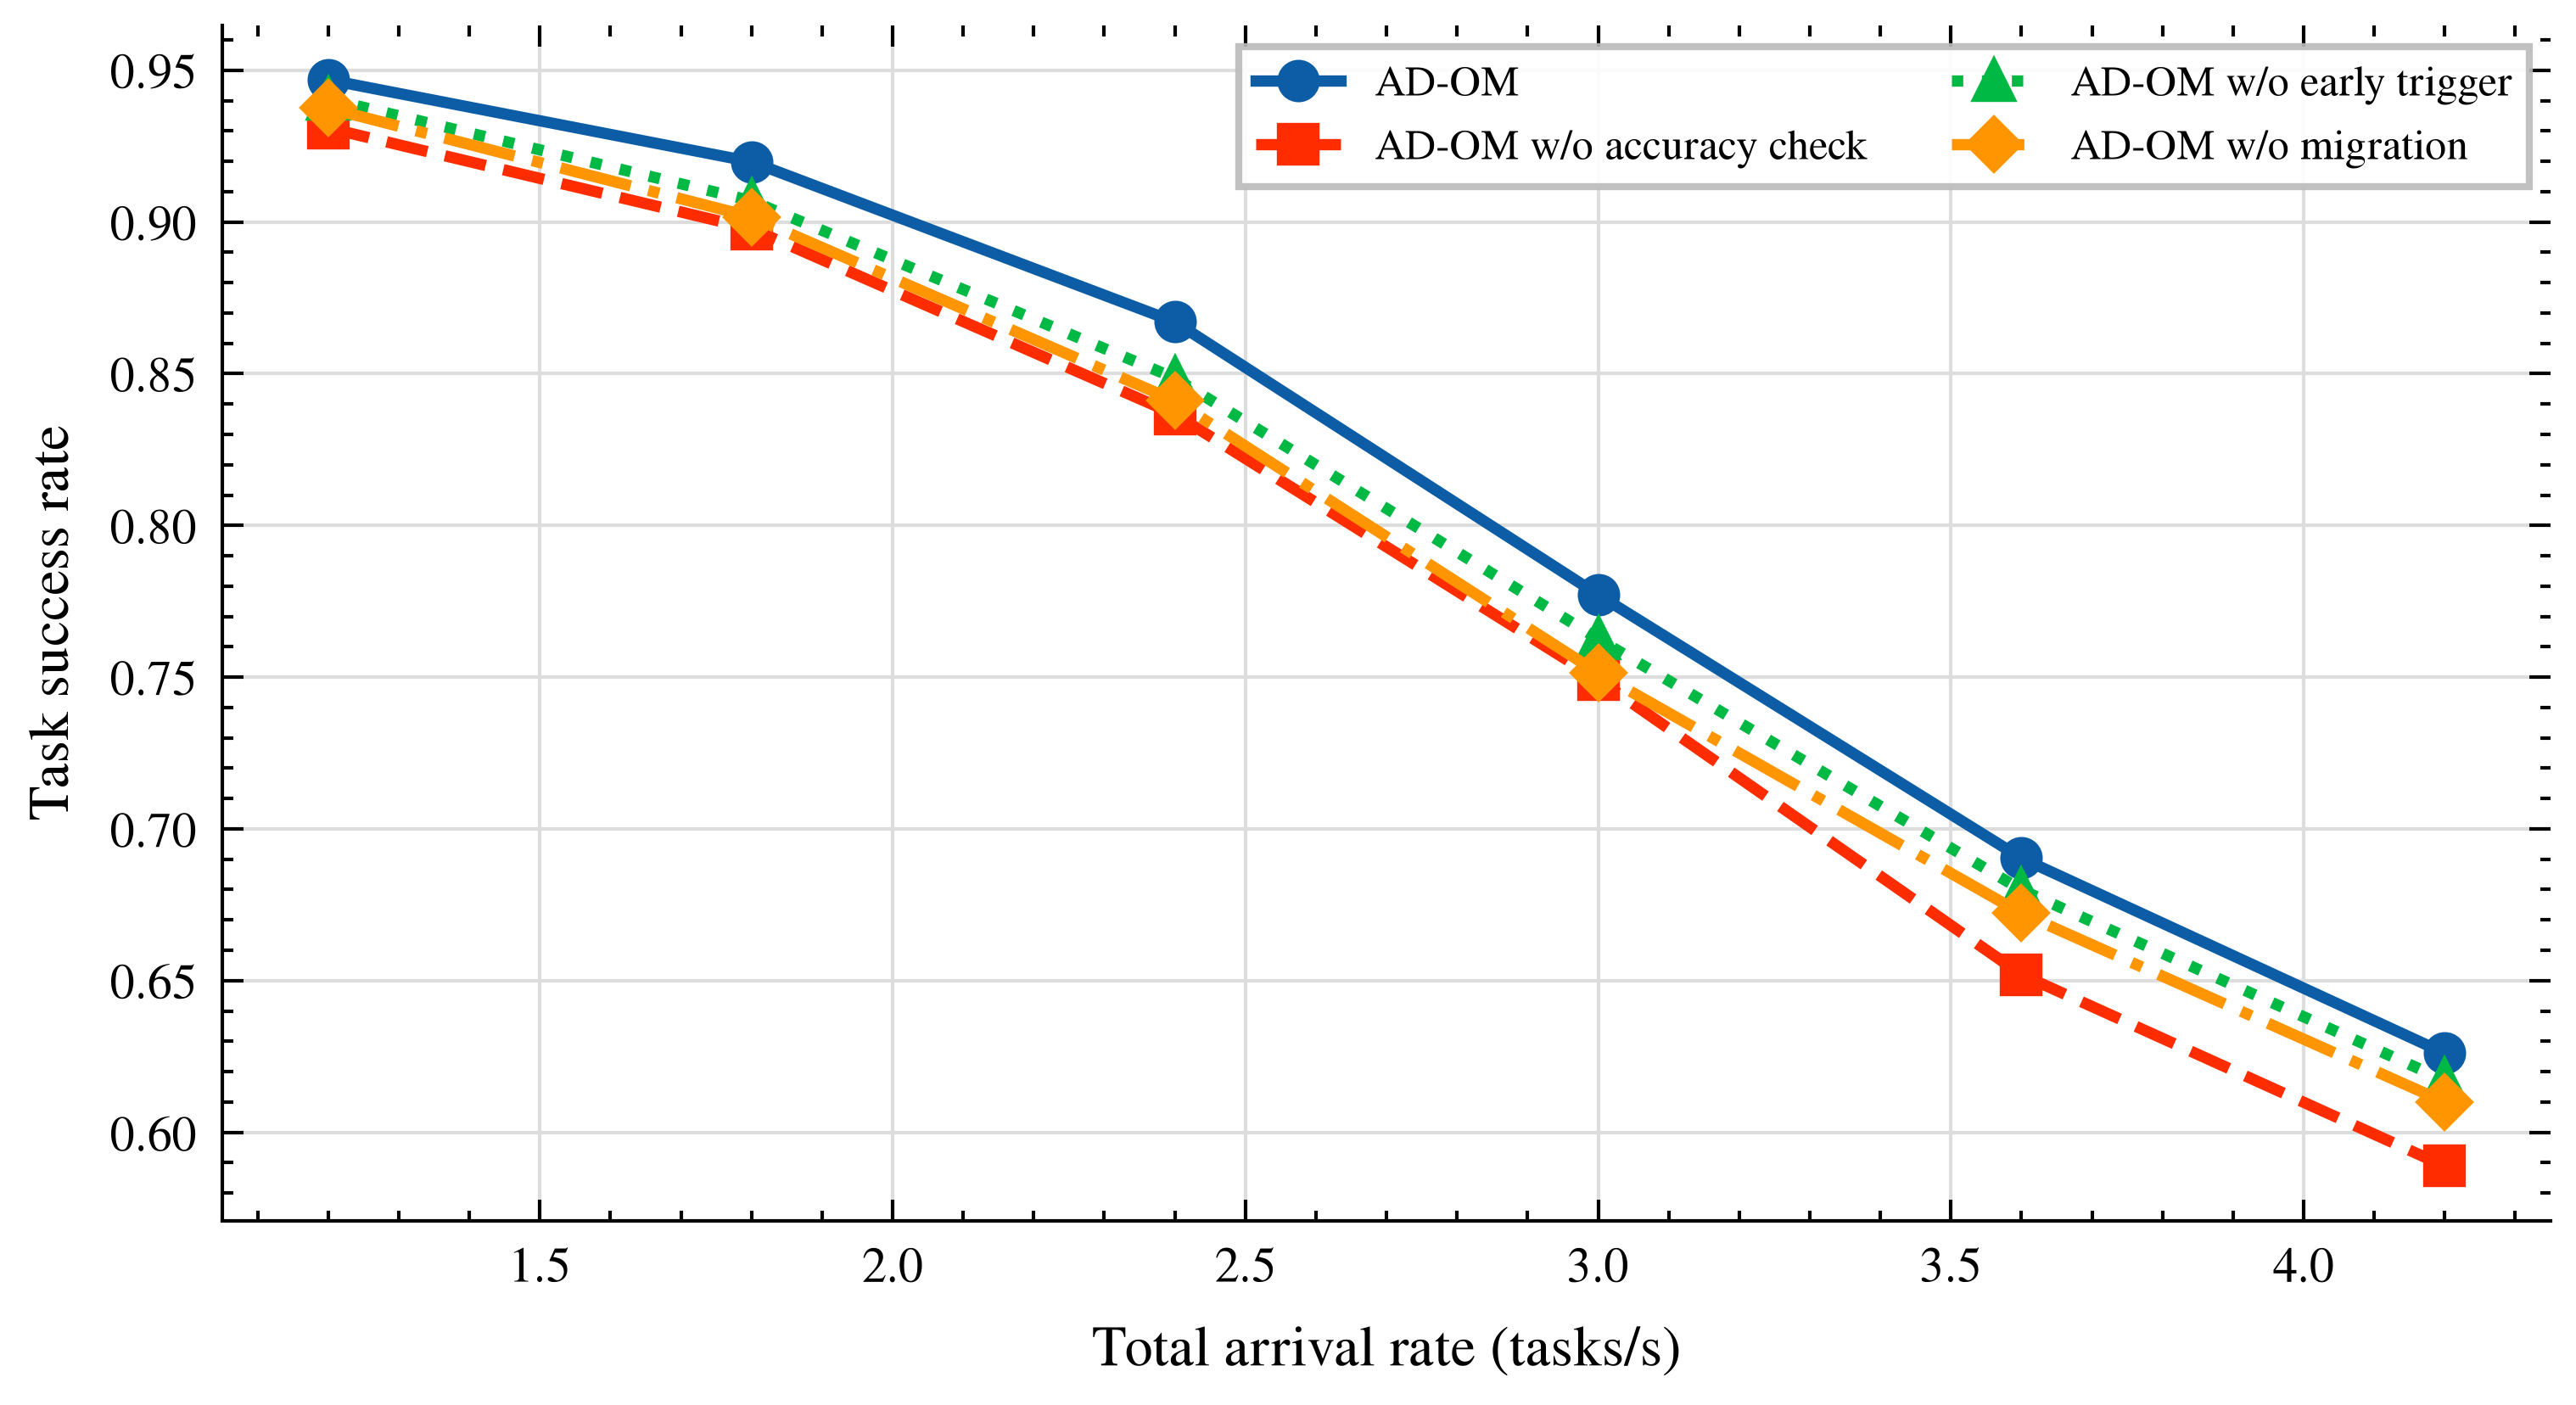 AD-OM
AD-OM w/o accuracy check
AD-OM w/o early trigger
AD-OM w/o migration
Task success rate
0.95
0.90
0.85
0.80
0.75
0.70
0.65
0.60
1.5 2.0 2.5 3.0 3.5 4.0
Total arrival rate (tasks/s)